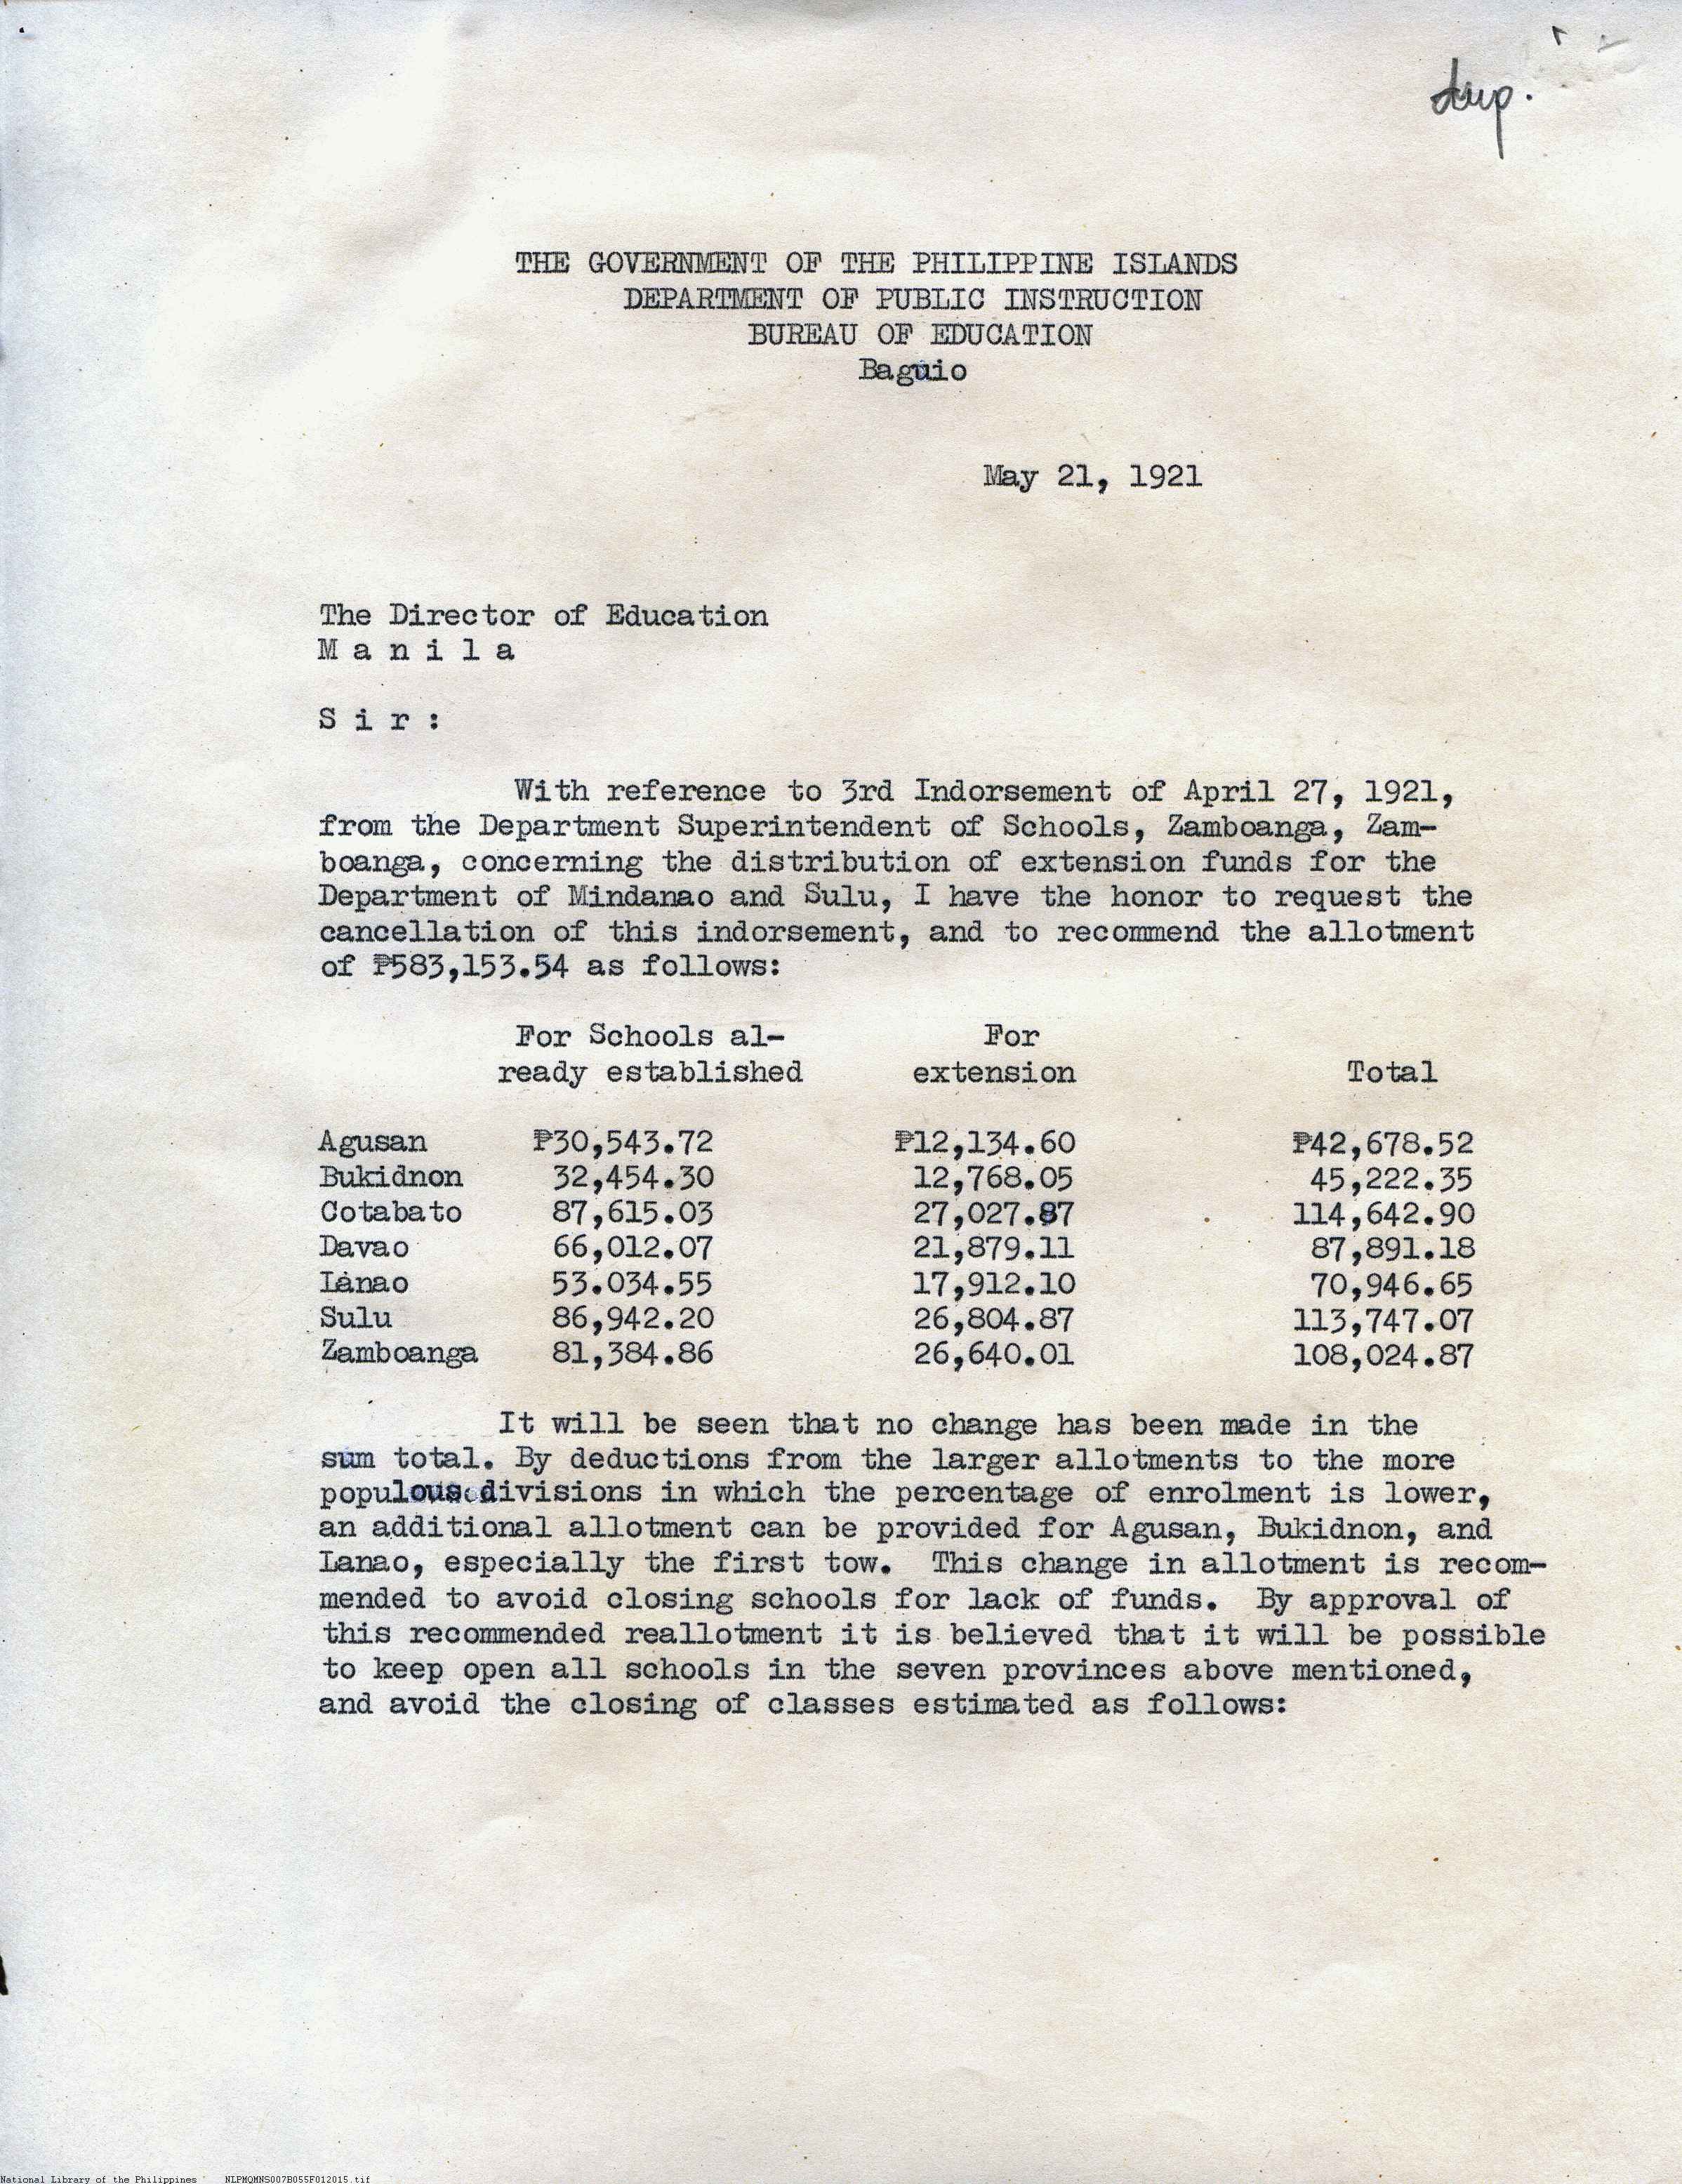 dup.
THE GOVERNMENT OF THE PHILIPPINE ISLANDS
DEPARTMENT OF PUBLIC INSTRUCTION
BUREAU OF EDUCATION
Baguio
May 21, 1921
The Director of Education
M a n i l a
S i r :
With reference to 3rd Indorsement of April 27, 1921,
from the Department Superintendent of Schools, Zamboanga, Zam-
boanga, concerning the distribution of extension funds for the
Department of Mindanao and Sulu, I have the honor to request the
cancellation of this indorsement, and to recommend the allotment
of ₱583,153.54 as follows:
For Schools al- For
ready established extension Total
Agusan ₱30,543.72 ₱12,134.60 ₱42,678.52
Bukidnon 32,454.30 12,768.05 45,222.35
Cotabato 87,615.03 27,027.87 114,642.90
Davao 66,012.07 21,879.11 87,891.18
Lanao 53.034.55 17,912.10 70,946.65
Sulu 86,942.20 26,804.87 113,747.07
Zamboanga 81,384.86 26,640.01 108,024.87
It will be seen that no change has been made in the
sum total. By deductions from the larger allotments to the more
populous divisions in which the percentage of enrolment is lower,
an additional allotment can be provided for Agusan, Bukidnon, and
Lanao, especially the first tow. This change in allotment is recom-
mended to avoid closing schools for lack of funds. By approval of
this recommended reallotment it is believed that it will be possible
to keep open all schools in the seven provinces above mentioned,
and avoid the closing of classes estimated as follows:
National Library of the Philippines NLPMQMNS007B055F012015.tif